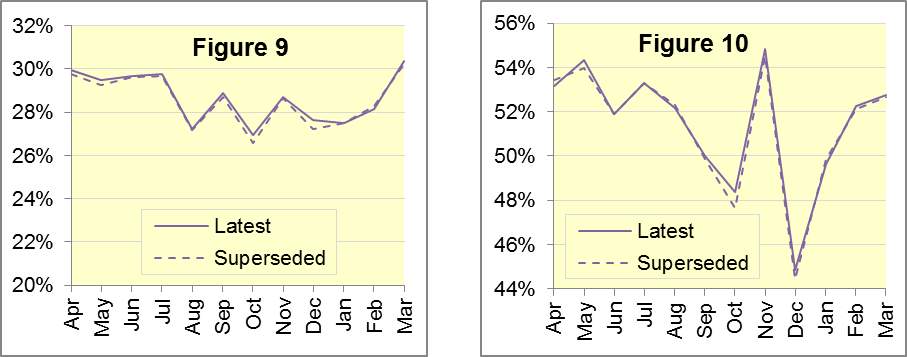 Figure 9
32%
30%
28%
26%
24%
22%
20%
Latest
Superseded
Apr
May
Jun
Jul
Aug
Sep
Oct
Nov
Dec
Jan
Feb
Mar
Figure 10
56%
54%
52%
50%
48%
46%
44%
Latest
Superseded
Apr
May
Jun
Jul
Aug
Sep
Oct
Nov
Dec
Jan
Feb
Mar